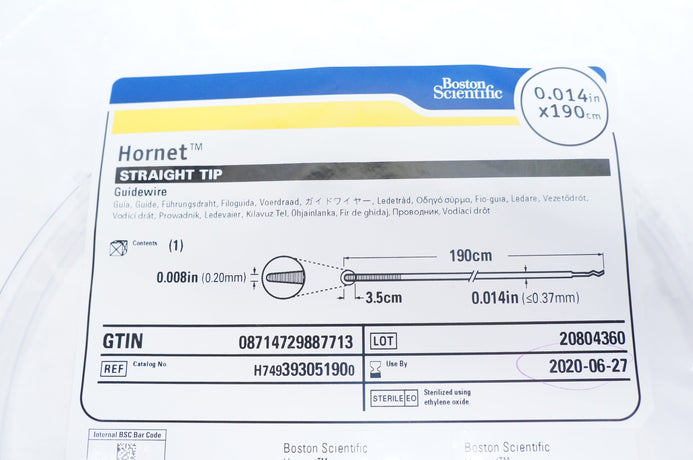 Boston
Scientific
0.014in
x190cm
Hornet™
STRAIGHT TIP
Guidewire
Guia, Guide, Führungsdraht, Filoguida, Voerdraad, ガイドワイヤー, Ledetråd, Οδηγό σύρμα, Fio-guia, Ledare, Vezetődrót,
Vodicí drát, Prowadnik, Ledevaier, Kılavuz Tel, Ohjainlanka, Fir de ghidaj, Проводник, Vodiaci drôt
Contents (1)
190cm
0.008in (0.20mm)
3.5cm
0.014in (≤0.37mm)
GTIN 08714729887713
LOT 20804360
REF Catalog No. H749393051900
Use By 2020-06-27
STERILE EO Sterilized using
ethylene oxide.
Internal BSC Bar Code
Boston Scientific
Boston Scientific